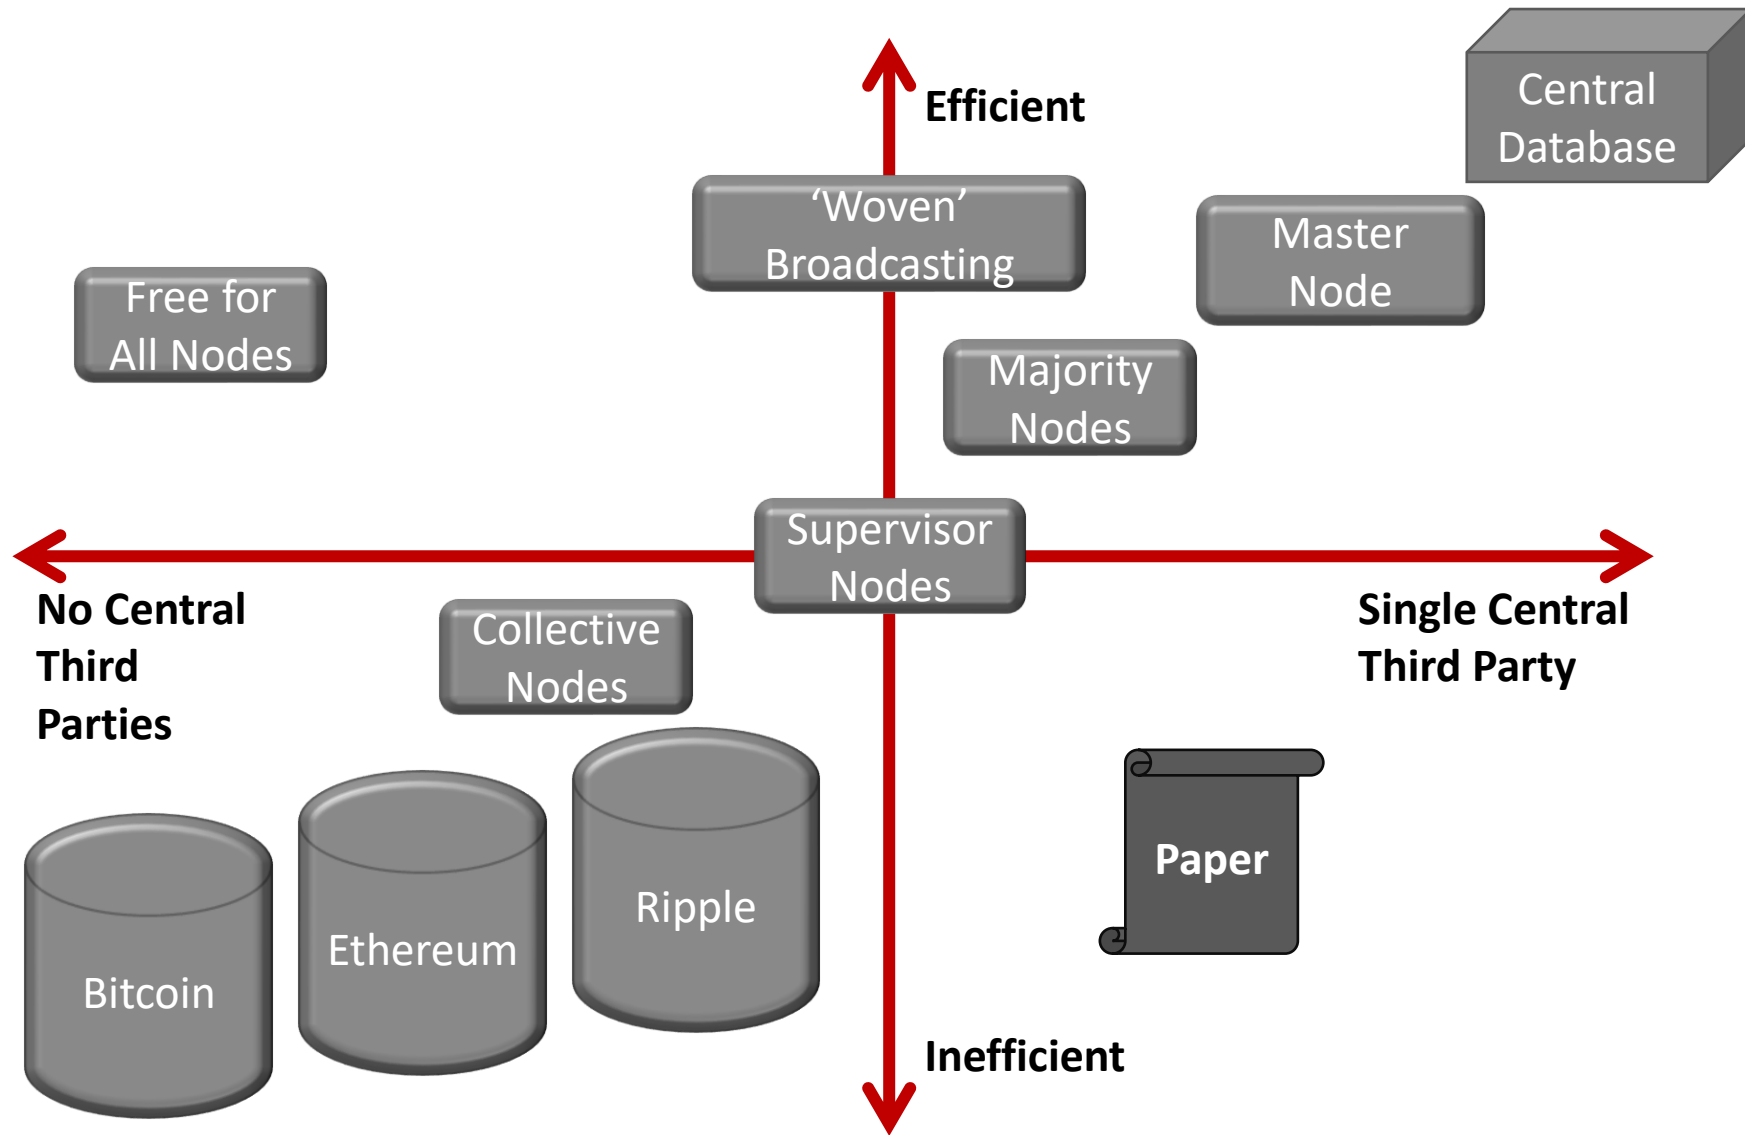 Efficient
Central
Database
‘Woven’
Broadcasting
Master
Node
Free for
All Nodes
Majority
Nodes
Supervisor
Nodes
No Central
Third
Parties
Single Central
Third Party
Collective
Nodes
Paper
Ripple
Ethereum
Bitcoin
Inefficient